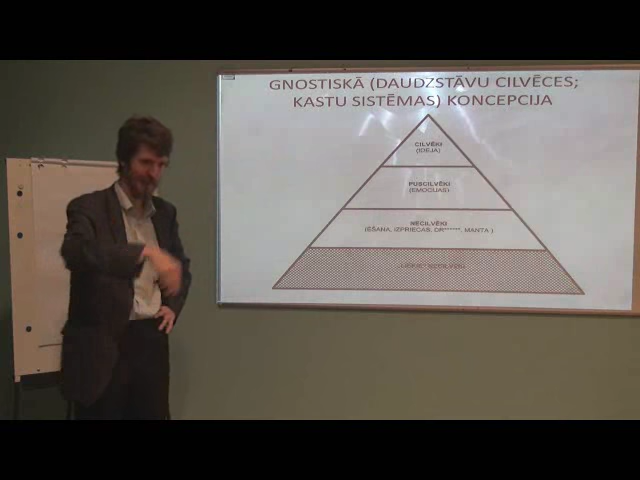 GNOSTISKĀ (DAUDZSTĀVU CILVĒCES;
KASTU SISTĒMAS) KONCEPCIJA
CILVĒKI
(IDEJA)
PUSCILVĒKI
(EMOCIJAS)
NECILVĒKI
(ĒŠANA, IZPRIECAS, DR******, MANTA )